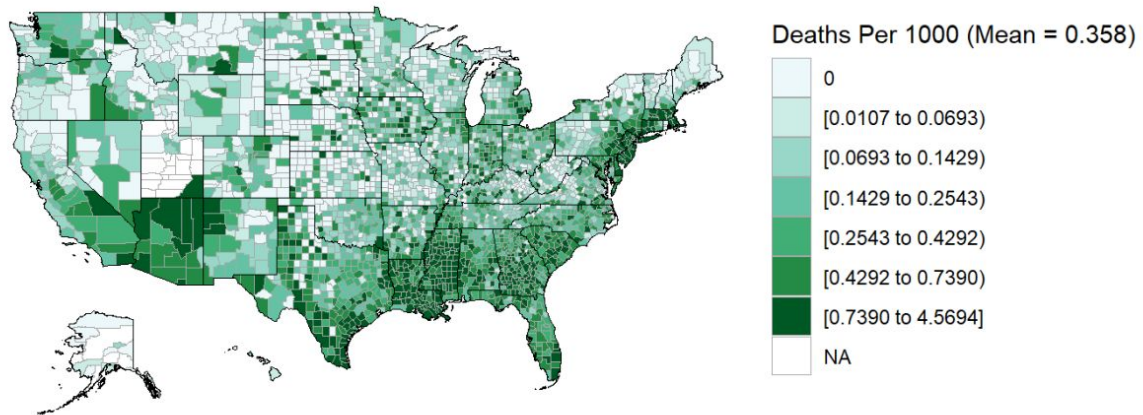 Deaths Per 1000 (Mean = 0.358)
0
[0.0107 to 0.0693)
[0.0693 to 0.1429)
[0.1429 to 0.2543)
[0.2543 to 0.4292)
[0.4292 to 0.7390)
[0.7390 to 4.5694]
NA